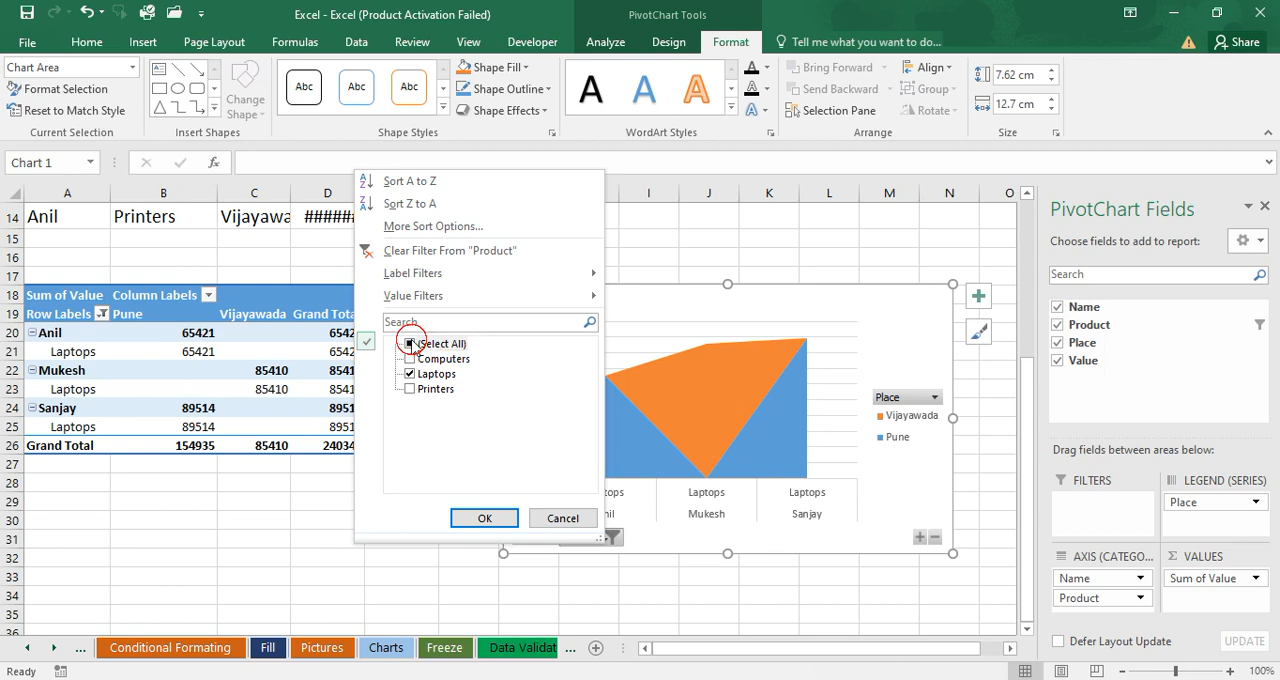 Excel - Excel (Product Activation Failed)
PivotChart Tools
File Home Insert Page Layout Formulas Data Review View Developer Analyze Design Format Tell me what you want to do... Share
Chart Area
Format Selection
Reset to Match Style
Current Selection
Change Shape
Insert Shapes
Abc Abc Abc
Shape Fill
Shape Outline
Shape Effects
Shape Styles
A A A
WordArt Styles
Bring Forward
Send Backward
Selection Pane
Align
Group
Rotate
Arrange
7.62 cm
12.7 cm
Size
Chart 1
fx
A B C D I J K L M N O
14 Anil Printers Vijayawa ######
15
16
17
18 Sum of Value Column Labels
19 Row Labels Pune Vijayawada Grand Tota
20 Anil 65421 6542
21 Laptops 65421 6542
22 Mukesh 85410 8541
23 Laptops 85410 8541
24 Sanjay 89514 8951
25 Laptops 89514 8951
26 Grand Total 154935 85410 24034
27
28
29
30
31
32
33
34
35
36
Sort A to Z
Sort Z to A
More Sort Options...
Clear Filter From "Product"
Label Filters
Value Filters
Search
(Select All)
Computers
Laptops
Printers
OK Cancel
Place
Vijayawada
Pune
tops Laptops Laptops
nil Mukesh Sanjay
PivotChart Fields
Choose fields to add to report:
Search
Name
Product
Place
Value
Drag fields between areas below:
FILTERS
LEGEND (SERIES)
Place
AXIS (CATEGO...
Name
Product
Σ VALUES
Sum of Value
Defer Layout Update UPDATE
... Conditional Formating Fill Pictures Charts Freeze Data Validat ...
Ready
100%